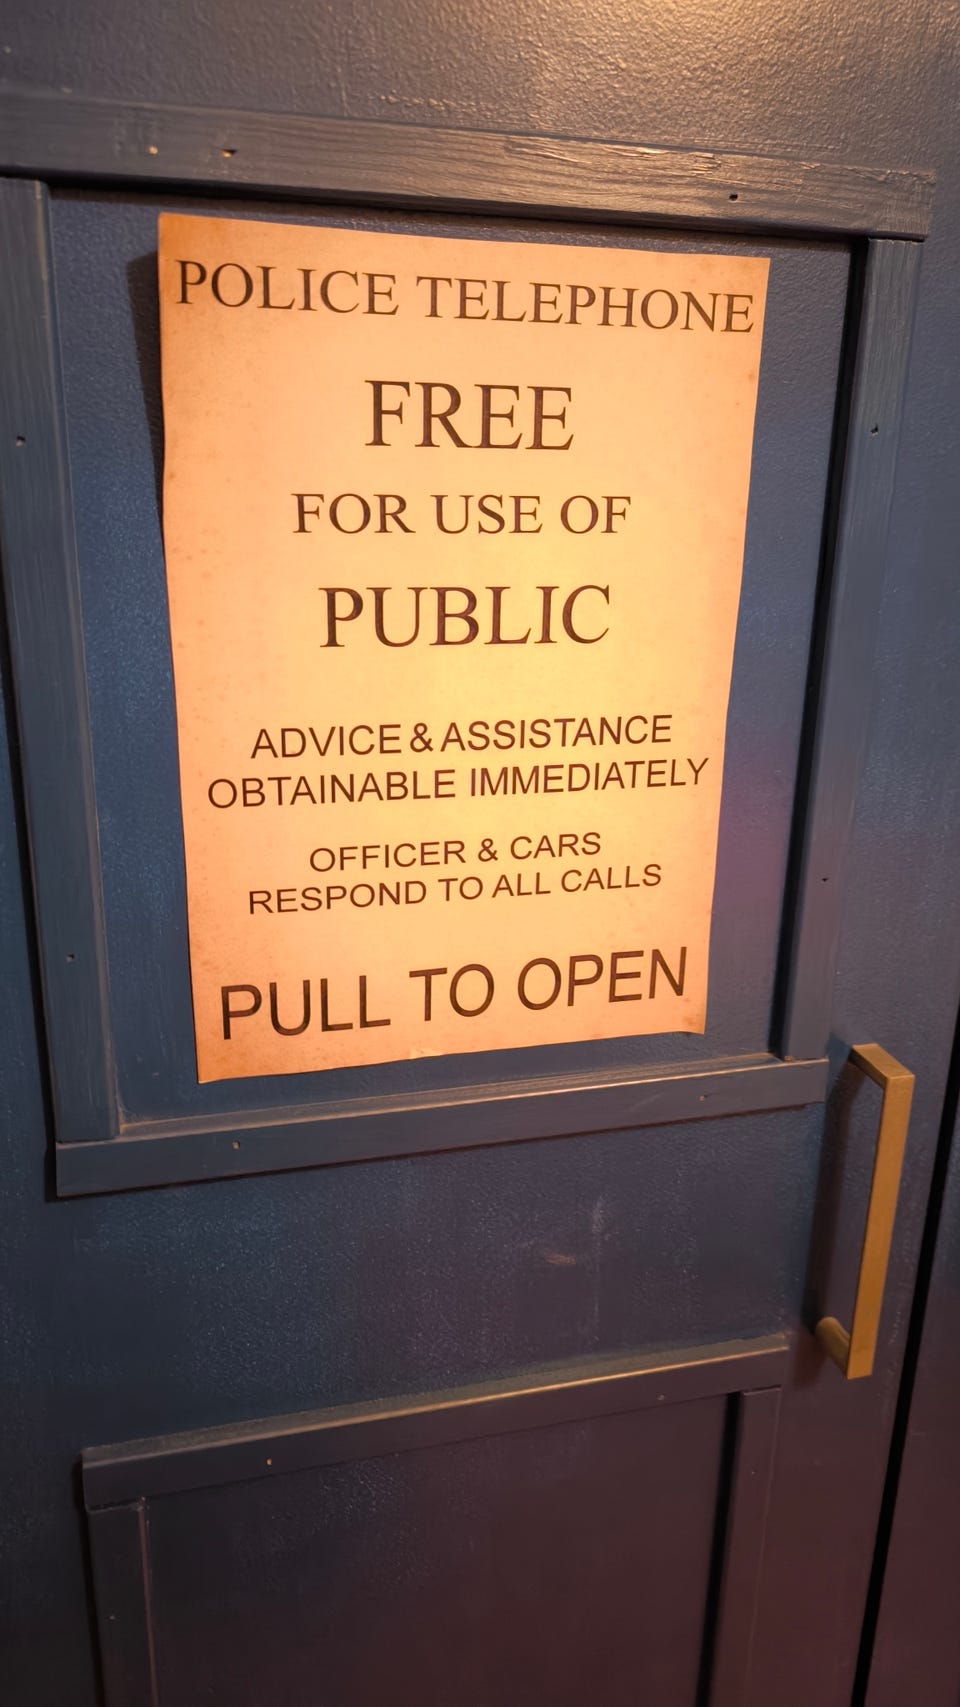 POLICE TELEPHONE
FREE
FOR USE OF
PUBLIC
ADVICE & ASSISTANCE
OBTAINABLE IMMEDIATELY
OFFICER & CARS
RESPOND TO ALL CALLS
PULL TO OPEN